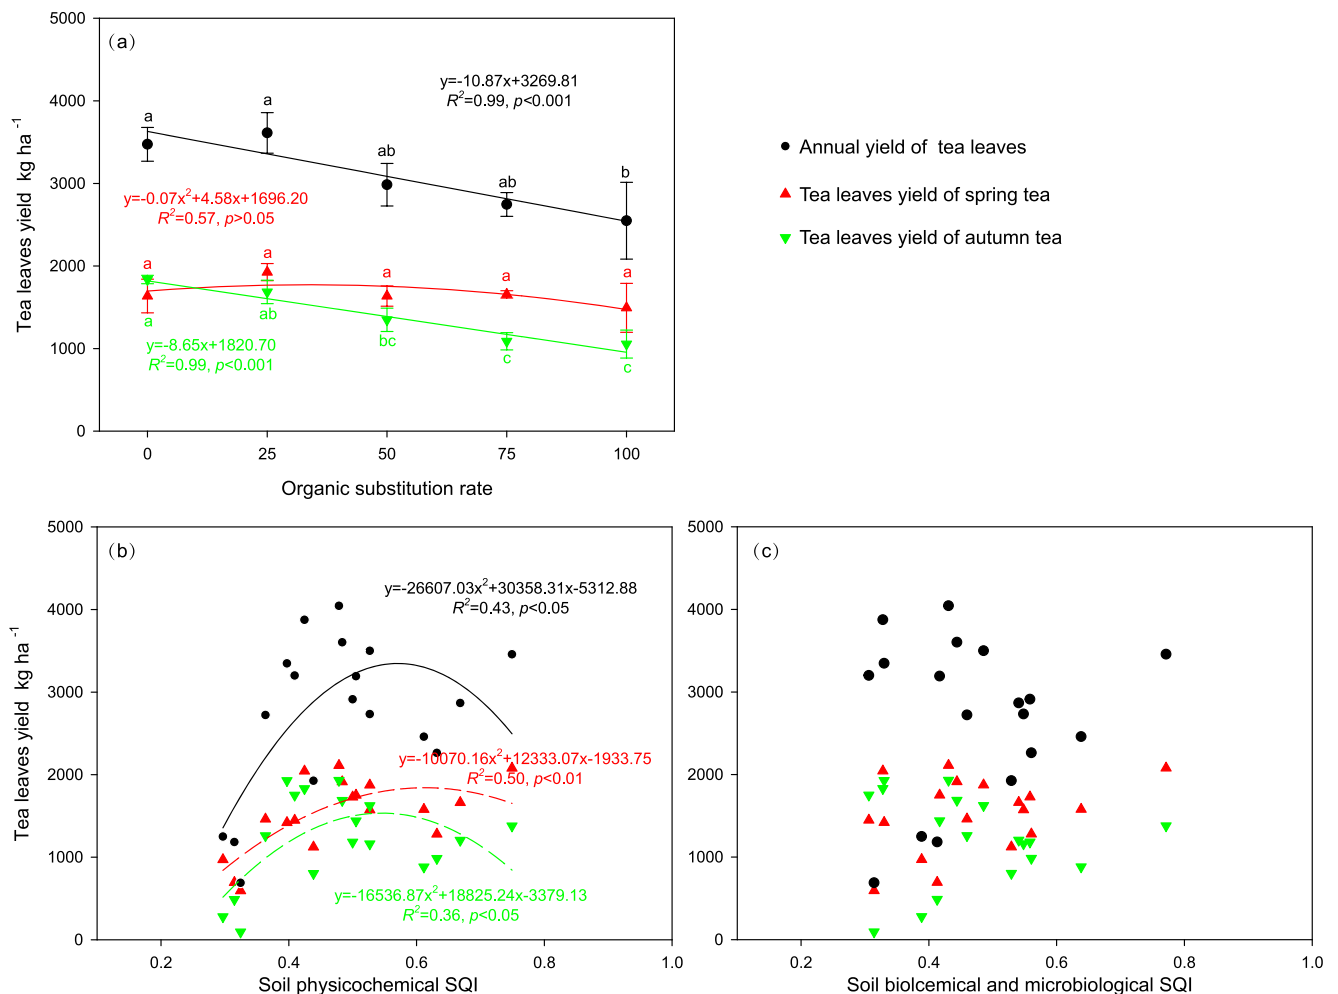 5000
(a)
y=-10.87x+3269.81
R²=0.99, p<0.001
4000
a
a
ab
ab
b
3000
y=-0.07x²+4.58x+1696.20
R²=0.57, p>0.05
2000
a
a
a
a
a
a
ab
bc
c
c
y=-8.65x+1820.70
R²=0.99, p<0.001
1000
0
0 25 50 75 100
Organic substitution rate
Tea leaves yield kg ha⁻¹
Annual yield of tea leaves
Tea leaves yield of spring tea
Tea leaves yield of autumn tea
5000
(b)
y=-26607.03x²+30358.31x-5312.88
R²=0.43, p<0.05
4000
3000
y=-10070.16x²+12333.07x-1933.75
R²=0.50, p<0.01
2000
1000
y=-16536.87x²+18825.24x-3379.13
R²=0.36, p<0.05
0
0.2 0.4 0.6 0.8 1.0
Soil physicochemical SQI
Tea leaves yield kg ha⁻¹
5000
(c)
4000
3000
2000
1000
0
0.2 0.4 0.6 0.8 1.0
Soil biolcemical and microbiological SQI